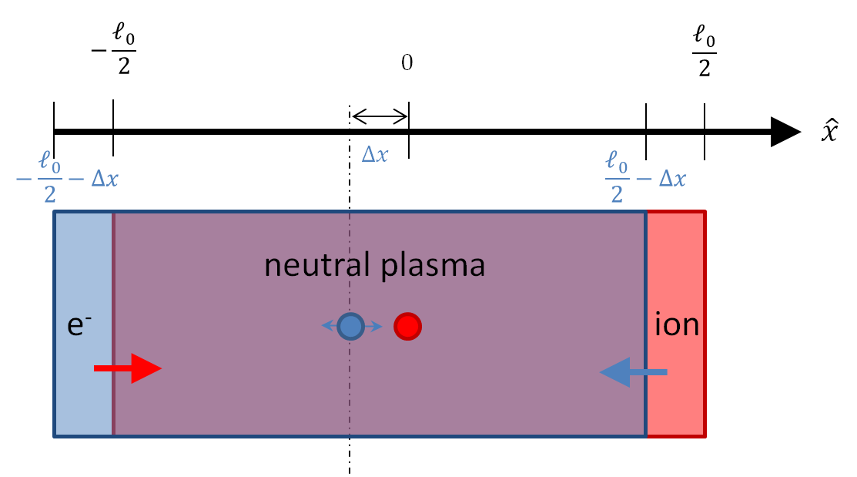 -ℓ₀/2
0
ℓ₀/2
x̂
Δx
-ℓ₀/2 - Δx
ℓ₀/2 - Δx
neutral plasma
e⁻
ion